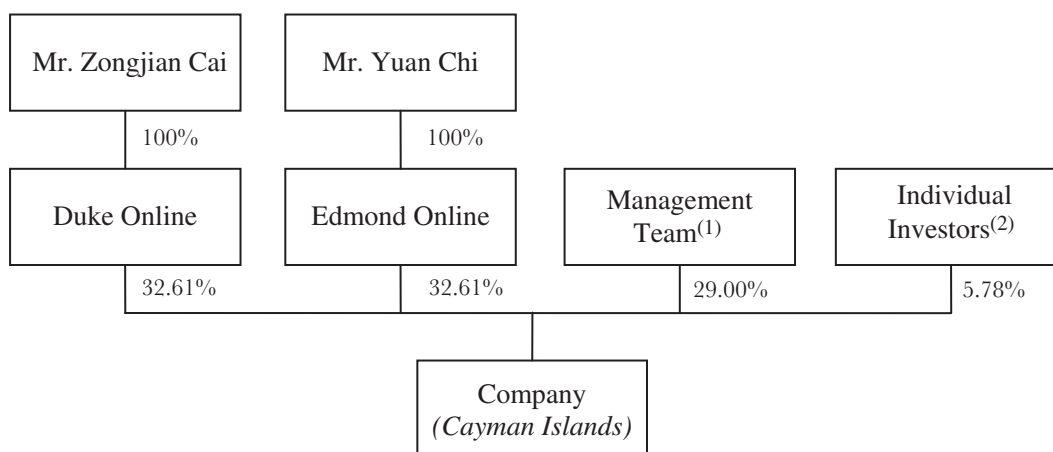 Mr. Zongjian Cai
Mr. Yuan Chi
100%
100%
Duke Online
Edmond Online
Management
Team(1)
Individual
Investors(2)
32.61%
32.61%
29.00%
5.78%
Company
(Cayman Islands)